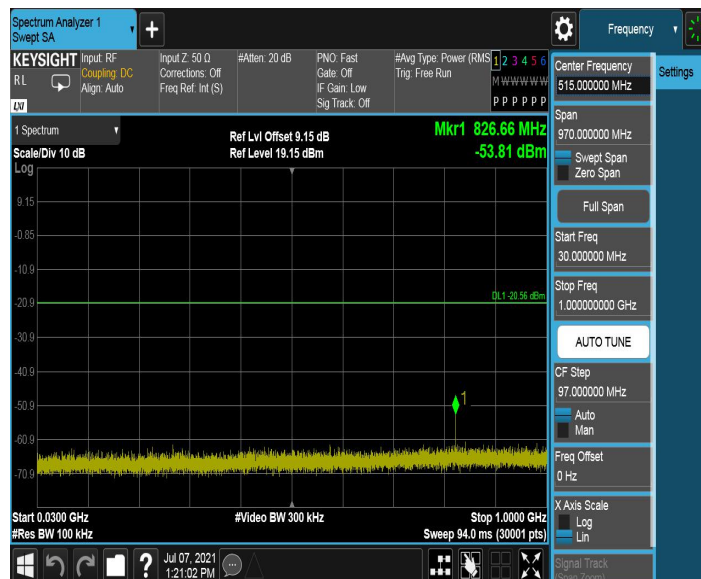 Spectrum Analyzer 1
Swept SA
+
Frequency
KEYSIGHT
RL
LXI
Input: RF
Coupling: DC
Align: Auto
Input Z: 50 Ω
Corrections: Off
Freq Ref: Int (S)
#Atten: 20 dB
PNO: Fast
Gate: Off
IF Gain: Low
Sig Track: Off
#Avg Type: Power (RMS
Trig: Free Run
1 2 3 4 5 6
M W W W W W
P P P P P P
1 Spectrum
Scale/Div 10 dB
Log
Ref Lvl Offset 9.15 dB
Ref Level 19.15 dBm
Mkr1 826.66 MHz
-53.81 dBm
9.15
-0.85
-10.9
-20.9
-30.9
-40.9
-50.9
-60.9
-70.9
DL1 -20.56 dBm
1
Start 0.0300 GHz
#Res BW 100 kHz
#Video BW 300 kHz
Stop 1.0000 GHz
Sweep 94.0 ms (30001 pts)
?
Jul 07, 2021
1:21:02 PM
Center Frequency
515.000000 MHz
Settings
Span
970.000000 MHz
Swept Span
Zero Span
Full Span
Start Freq
30.000000 MHz
Stop Freq
1.000000000 GHz
AUTO TUNE
CF Step
97.000000 MHz
Auto
Man
Freq Offset
0 Hz
X Axis Scale
Log
Lin
Signal Track
(Span Zoom)